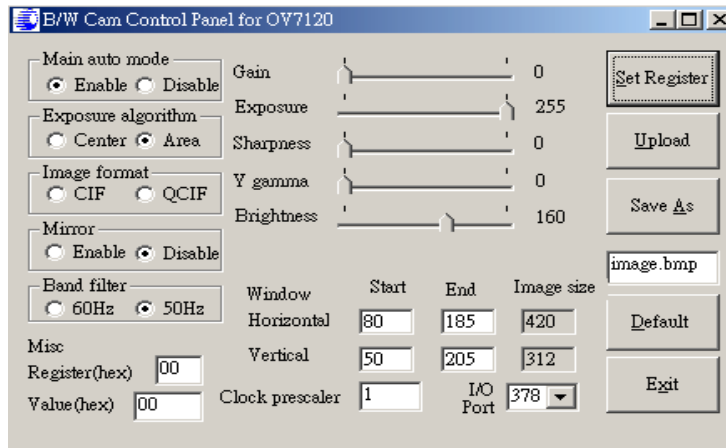 B/W Cam Control Panel for OV7120
Main auto mode
Enable Disable
Exposure algorithm
Center Area
Image format
CIF QCIF
Mirror
Enable Disable
Band filter
60Hz 50Hz
Misc
Register(hex) 00
Value(hex) 00
Gain 0
Exposure 255
Sharpness 0
Y gamma 0
Brightness 160
Window Start End Image size
Horizontal 80 185 420
Vertical 50 205 312
Clock prescaler 1 I/O Port 378
Set Register
Upload
Save As
image.bmp
Default
Exit